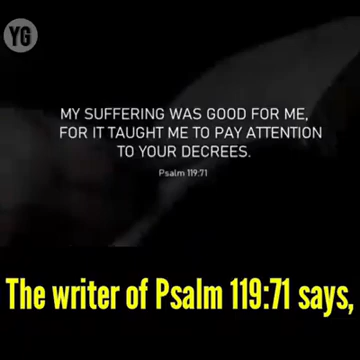 YG
MY SUFFERING WAS GOOD FOR ME,
FOR IT TAUGHT ME TO PAY ATTENTION
TO YOUR DECREES.
Psalm 119:71
The writer of Psalm 119:71 says,